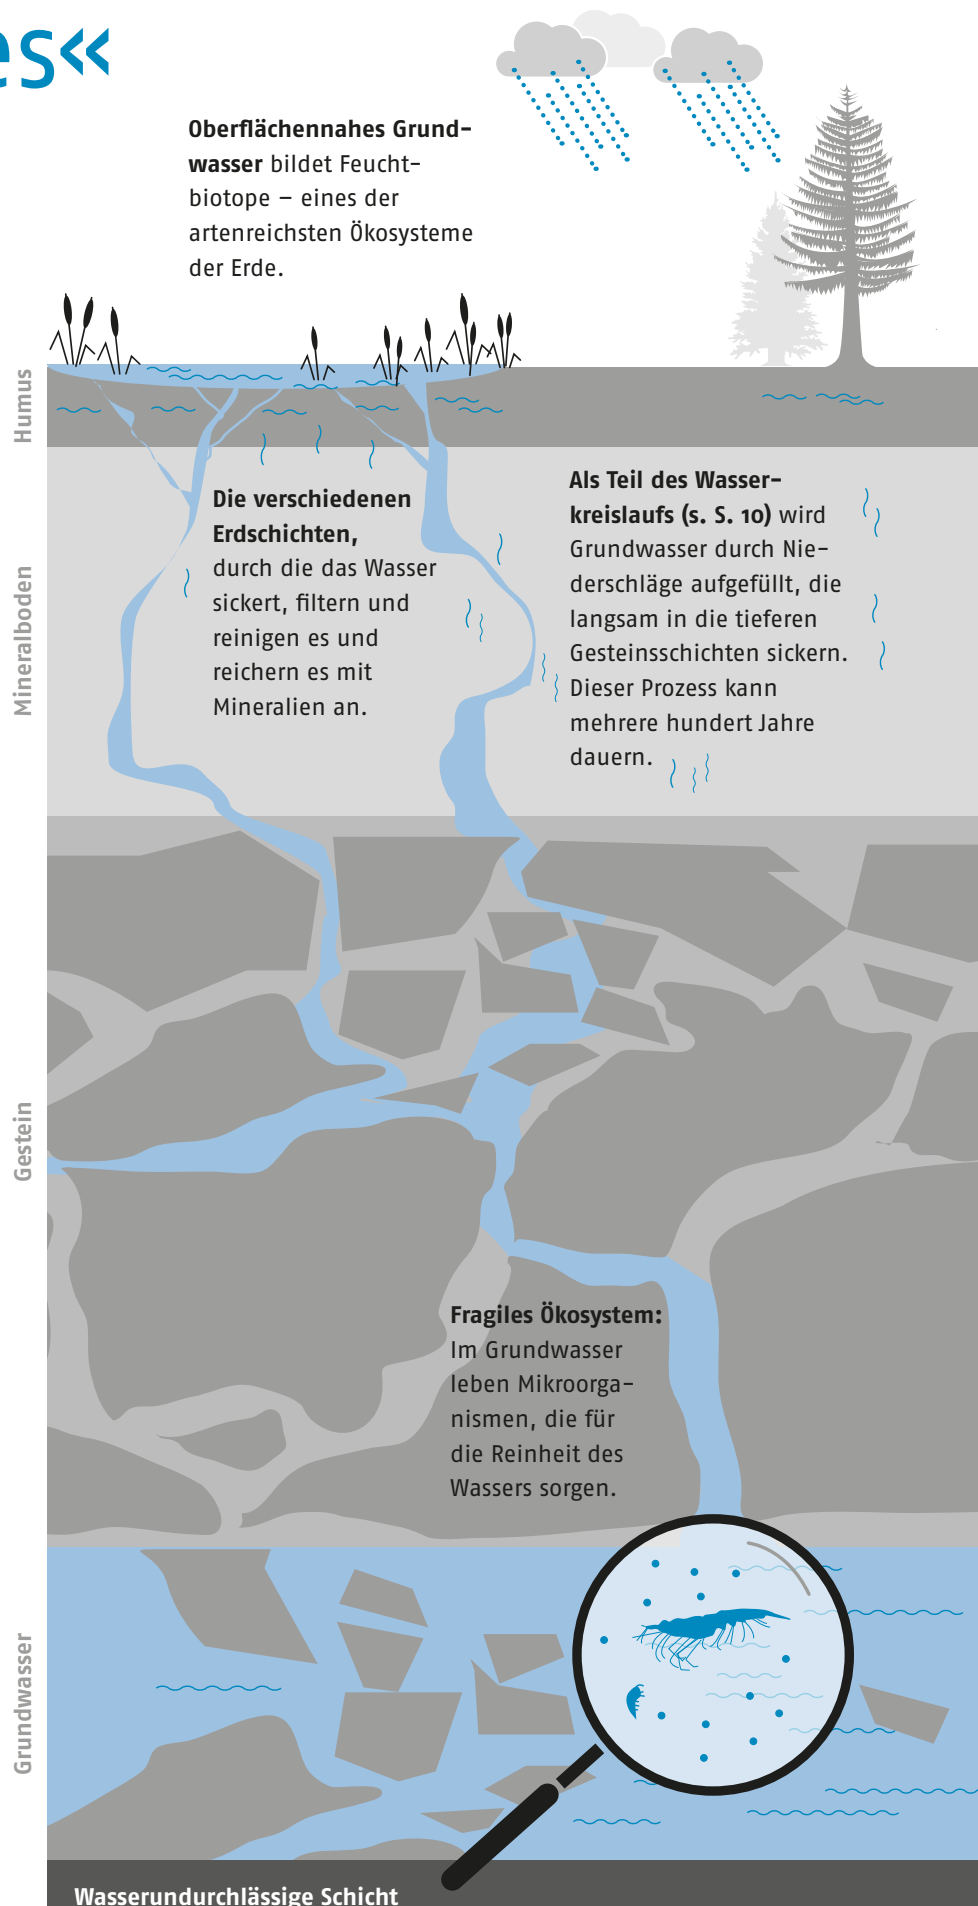 es«
Oberflächennahes Grund-
wasser bildet Feucht-
biotope – eines der
artenreichsten Ökosysteme
der Erde.
Humus
Die verschiedenen
Erdschichten,
durch die das Wasser
sickert, filtern und
reinigen es und
reichern es mit
Mineralien an.
Als Teil des Wasser-
kreislaufs (s. S. 10) wird
Grundwasser durch Nie-
derschläge aufgefüllt, die
langsam in die tieferen
Gesteinsschichten sickern.
Dieser Prozess kann
mehrere hundert Jahre
dauern.
Mineralboden
Gestein
Fragiles Ökosystem:
Im Grundwasser
leben Mikroorga-
nismen, die für
die Reinheit des
Wassers sorgen.
Grundwasser
Wasserundurchlässige Schicht